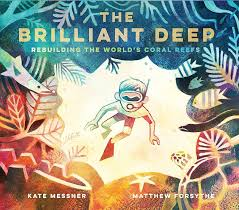 THE
BRILLIANT DEEP
REBUILDING THE WORLD'S CORAL REEFS
KATE MESSNER
MATTHEW FORSYTHE